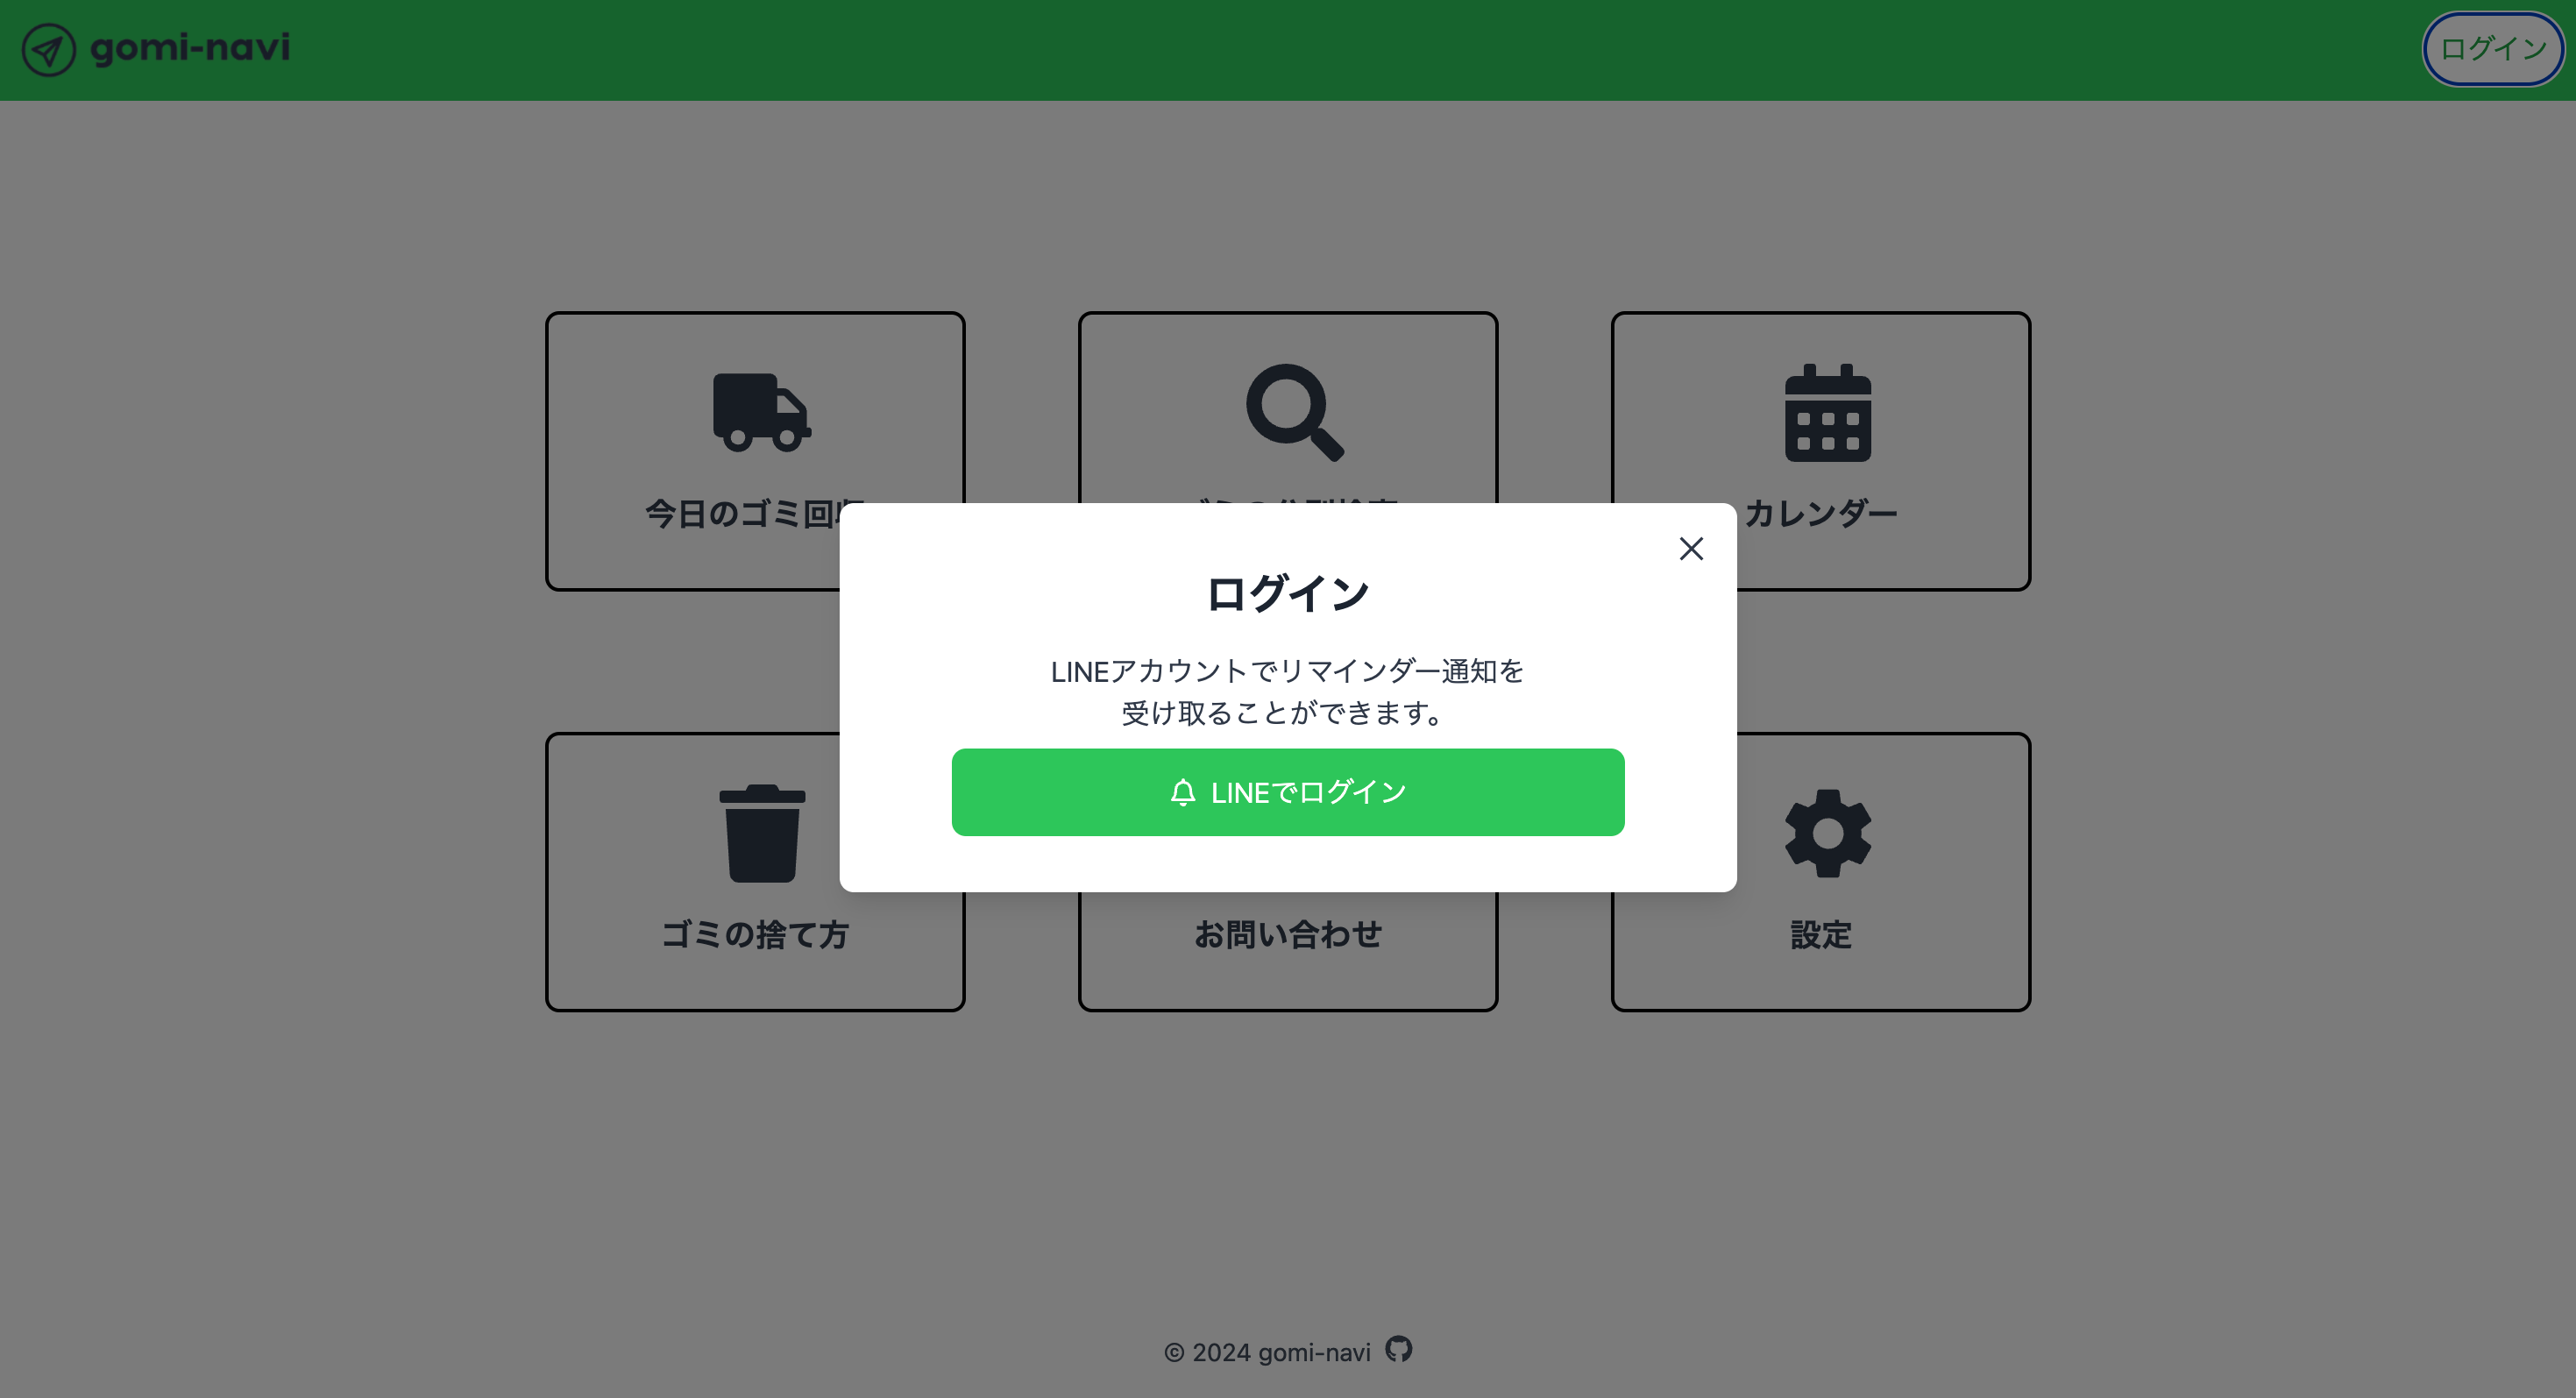 gomi-navi
ログイン
今日のゴミ回
カレンダー
ログイン
LINEアカウントでリマインダー通知を
受け取ることができます。
LINEでログイン
ゴミの捨て方
お問い合わせ
設定
© 2024 gomi-navi